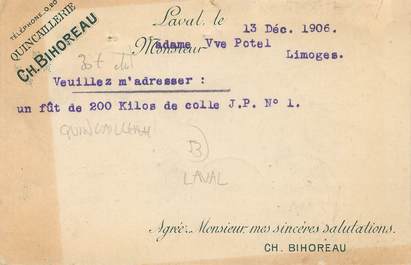 TÉLÉPHONE 0.80
QUINCAILLERIE
CH. BIHOREAU
Laval, le 13 Déc. 1906.
Monsieur adame Vve Potel
Limoges.
Veuillez m'adresser :
un fût de 200 Kilos de colle J.P. N° 1.
QUINCAILLERIE
B
LAVAL
Agréez Monsieur, mes sincères salutations.
CH. BIHOREAU